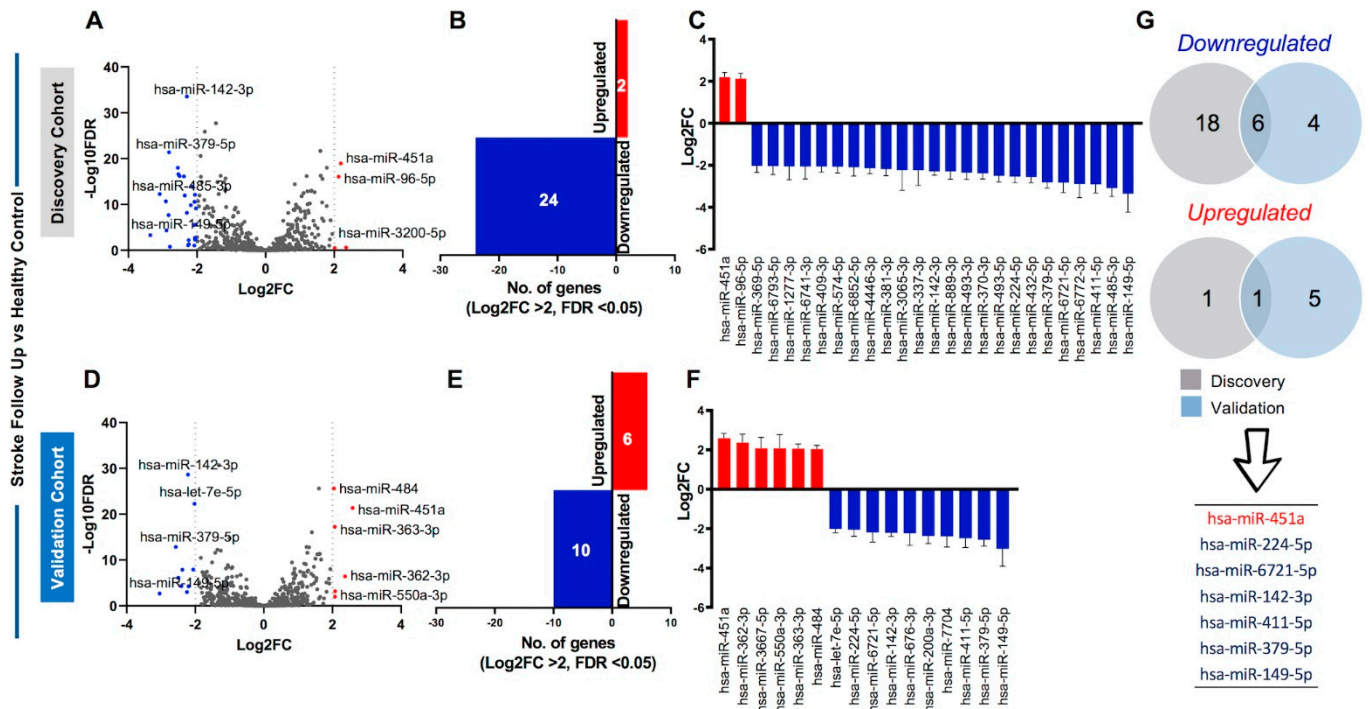 Stroke Follow Up vs Healthy Control
Discovery Cohort
A
-Log10FDR
40
30
20
10
0
hsa-miR-142-3p
hsa-miR-379-5p
hsa-miR-485-3p
hsa-miR-149-5p
hsa-miR-451a
hsa-miR-96-5p
hsa-miR-3200-5p
-4 -2 0 2 4
Log2FC
B
Upregulated
2
24
Downregulated
-30 -20 -10 0 10
No. of genes
(Log2FC >2, FDR <0.05)
C
Log2FC
4
2
0
-2
-4
-6
hsa-miR-451a
hsa-miR-96-5p
hsa-miR-369-5p
hsa-miR-6793-5p
hsa-miR-1277-3p
hsa-miR-6741-3p
hsa-miR-409-3p
hsa-miR-574-5p
hsa-miR-6852-5p
hsa-miR-4446-3p
hsa-miR-381-3p
hsa-miR-3065-3p
hsa-miR-337-3p
hsa-miR-142-3p
hsa-miR-889-3p
hsa-miR-493-3p
hsa-miR-370-3p
hsa-miR-493-5p
hsa-miR-224-5p
hsa-miR-432-5p
hsa-miR-379-5p
hsa-miR-6721-5p
hsa-miR-6772-3p
hsa-miR-411-5p
hsa-miR-485-3p
hsa-miR-149-5p
Validation Cohort
D
-Log10FDR
40
30
20
10
0
hsa-miR-142-3p
hsa-let-7e-5p
hsa-miR-379-5p
hsa-miR-149-5p
hsa-miR-484
hsa-miR-451a
hsa-miR-363-3p
hsa-miR-362-3p
hsa-miR-550a-3p
-4 -2 0 2 4
Log2FC
E
Upregulated
6
10
Downregulated
-30 -20 -10 0 10
No. of genes
(Log2FC >2, FDR <0.05)
F
Log2FC
4
2
0
-2
-4
-6
hsa-miR-451a
hsa-miR-362-3p
hsa-miR-3667-5p
hsa-miR-550a-3p
hsa-miR-363-3p
hsa-miR-484
hsa-let-7e-5p
hsa-miR-224-5p
hsa-miR-6721-5p
hsa-miR-142-3p
hsa-miR-676-3p
hsa-miR-200a-3p
hsa-miR-7704
hsa-miR-411-5p
hsa-miR-379-5p
hsa-miR-149-5p
G
Downregulated
18 6 4
Upregulated
1 1 5
Discovery
Validation
hsa-miR-451a
hsa-miR-224-5p
hsa-miR-6721-5p
hsa-miR-142-3p
hsa-miR-411-5p
hsa-miR-379-5p
hsa-miR-149-5p